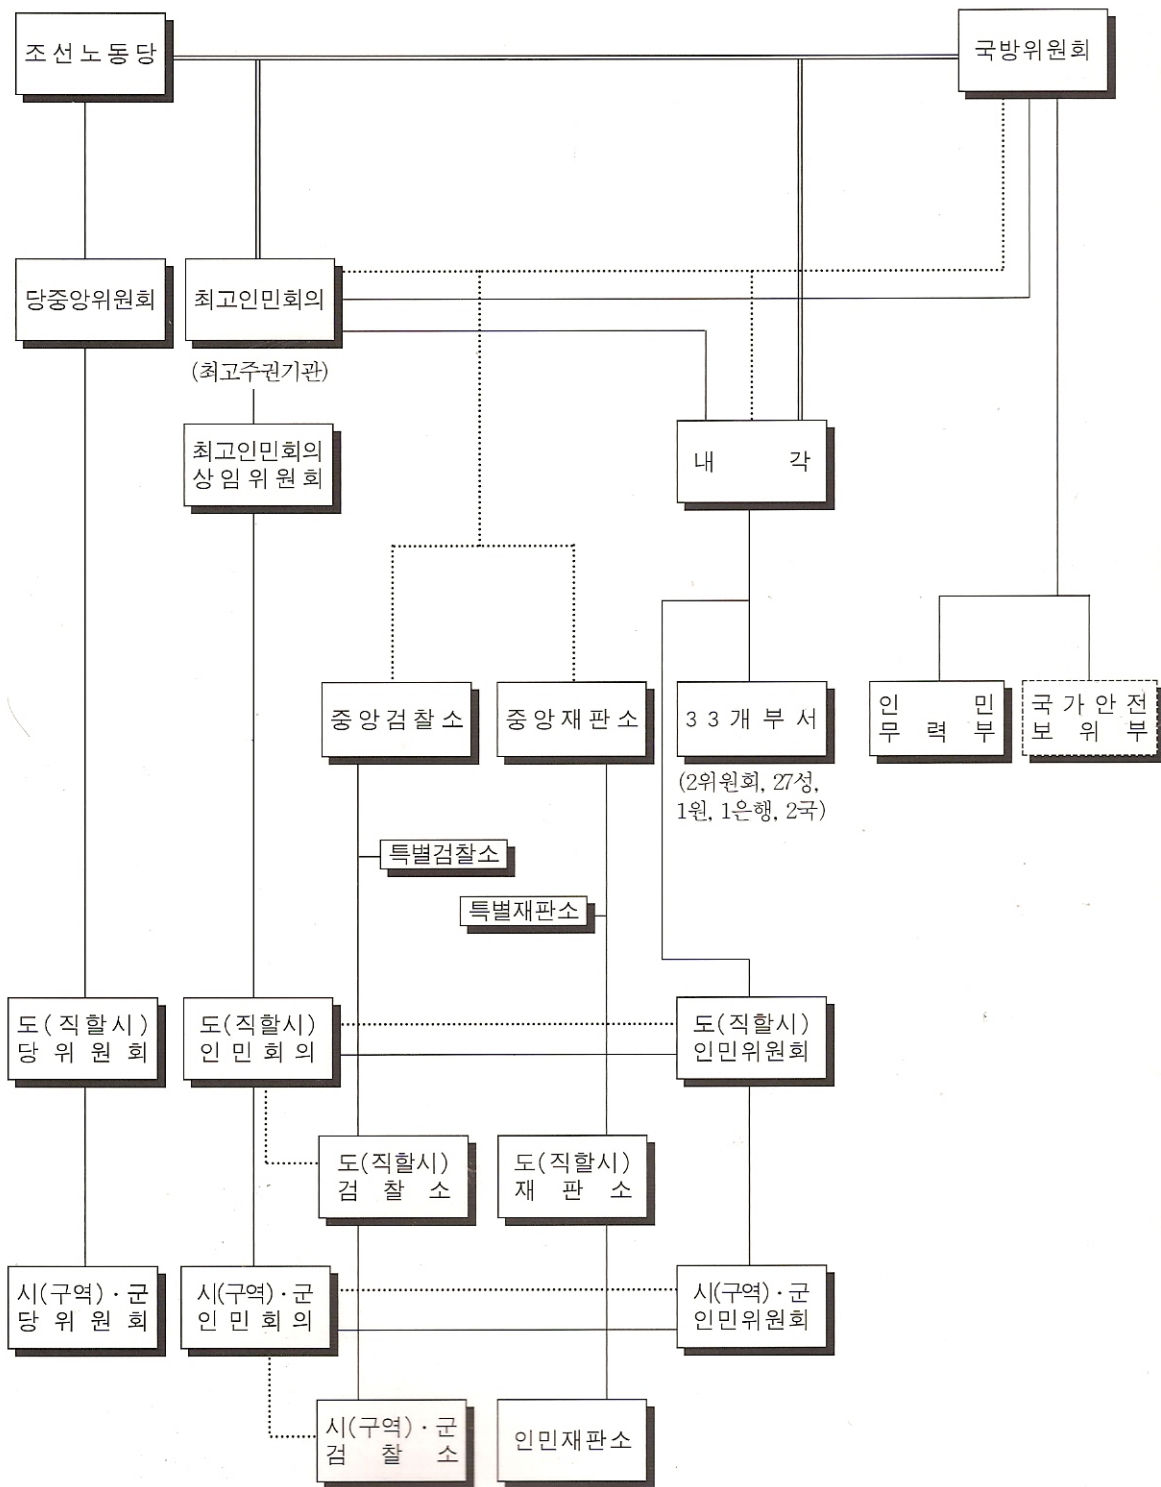 조선노동당
국방위원회
당중앙위원회
최고인민회의
(최고주권기관)
최고인민회의
상임위원회
내 각
중앙검찰소
중앙재판소
33개부서
(2위원회, 27성,
1원, 1은행, 2국)
인 민
무 력 부
국가안전
보 위 부
특별검찰소
특별재판소
도(직할시)
당 위 원 회
도(직할시)
인 민 회 의
도(직할시)
인민위원회
도(직할시)
검 찰 소
도(직할시)
재 판 소
시(구역)·군
당 위 원 회
시(구역)·군
인 민 회 의
시(구역)·군
인민위원회
시(구역)·군
검 찰 소
인민재판소